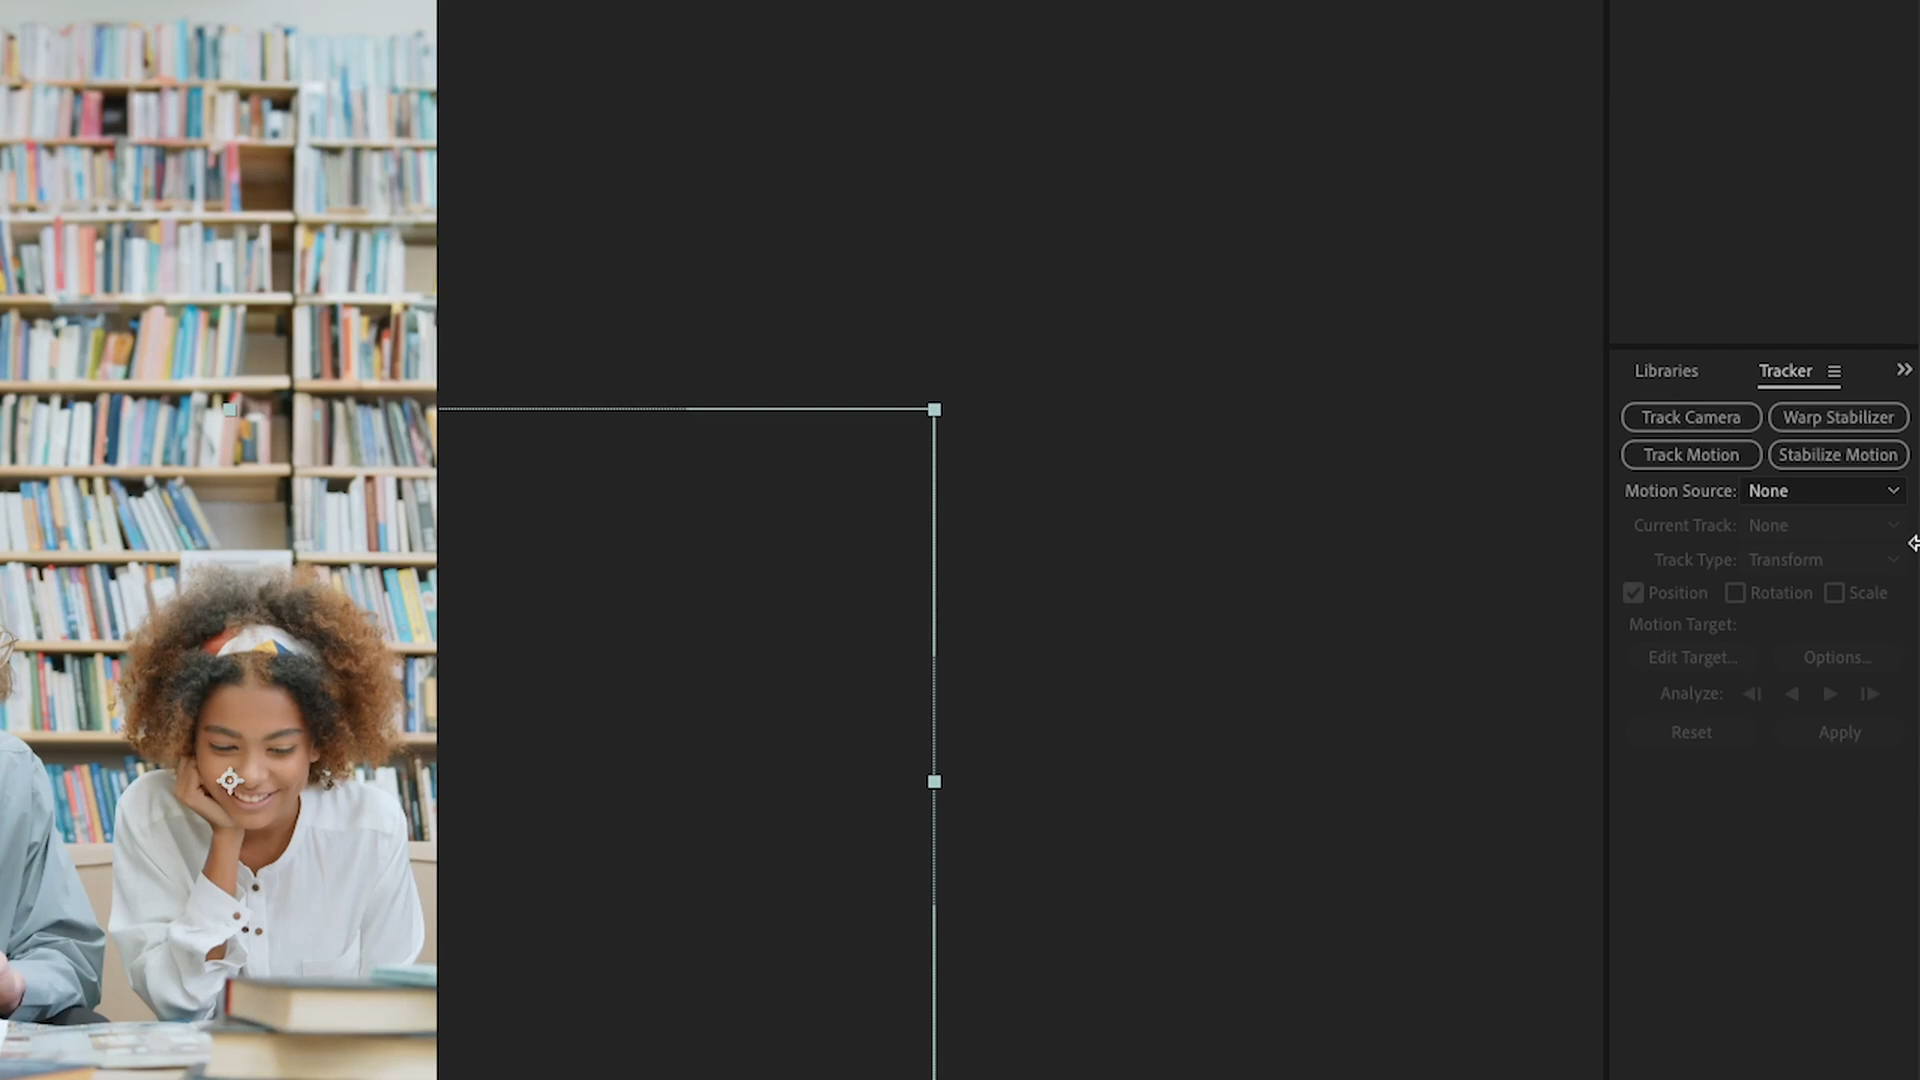 Libraries Tracker
Track Camera Warp Stabilizer
Track Motion Stabilize Motion
Motion Source: None
Current Track: None
Track Type: Transform
Position Rotation Scale
Motion Target:
Edit Target... Options...
Analyze:
Reset Apply